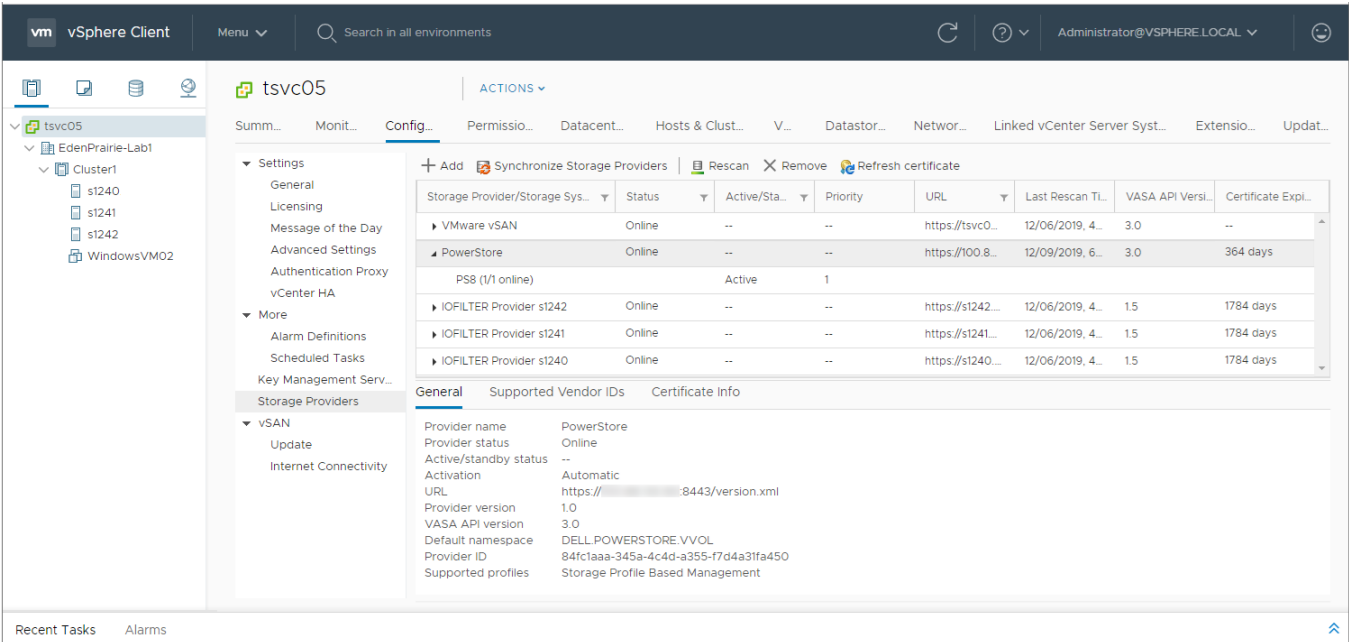 vm vSphere Client Menu Search in all environments Administrator@VSPHERE.LOCAL
tsvc05
EdenPrairie-Lab1
Cluster1
s1240
s1241
s1242
WindowsVM02
tsvc05 ACTIONS
Summ... Monit... Config... Permissio... Datacent... Hosts & Clust... V... Datastor... Networ... Linked vCenter Server Syst... Extensio... Updat...
Settings
General
Licensing
Message of the Day
Advanced Settings
Authentication Proxy
vCenter HA
More
Alarm Definitions
Scheduled Tasks
Key Management Serv...
Storage Providers
vSAN
Update
Internet Connectivity
Add Synchronize Storage Providers Rescan Remove Refresh certificate
Storage Provider/Storage Sys... Status Active/Sta... Priority URL Last Rescan Ti... VASA API Versi... Certificate Expi...
VMware vSAN Online -- -- https://tsvc0... 12/06/2019, 4... 3.0 --
PowerStore Online -- -- https://100.8... 12/09/2019, 6... 3.0 364 days
PS8 (1/1 online) Active 1
IOFILTER Provider s1242 Online -- -- https://s1242.... 12/06/2019, 4... 1.5 1784 days
IOFILTER Provider s1241 Online -- -- https://s1241.... 12/06/2019, 4... 1.5 1784 days
IOFILTER Provider s1240 Online -- -- https://s1240.... 12/06/2019, 4... 1.5 1784 days
General Supported Vendor IDs Certificate Info
Provider name PowerStore
Provider status Online
Active/standby status --
Activation Automatic
URL https:// :8443/version.xml
Provider version 1.0
VASA API version 3.0
Default namespace DELL.POWERSTORE.VVOL
Provider ID 84fc1aaa-345a-4c4d-a355-f7d4a31fa450
Supported profiles Storage Profile Based Management
Recent Tasks Alarms